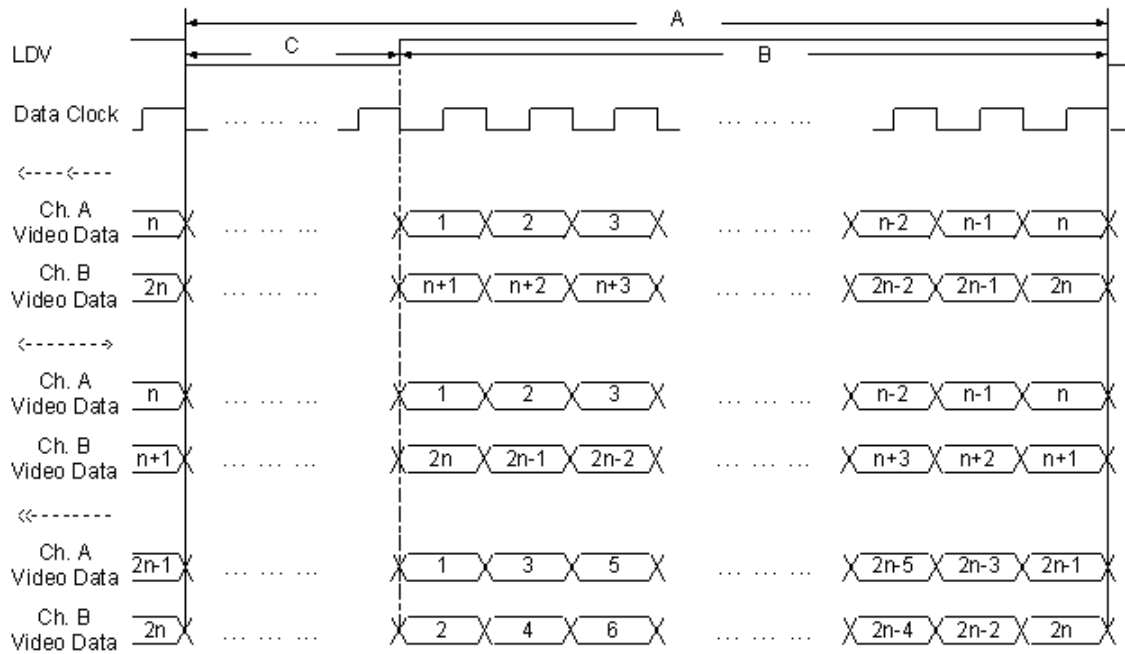 A
LDV
C
B
Data Clock
... ... ...
... ... ...
<----<----
Ch. A
Video Data
n
... ... ...
1
2
3
... ... ...
n-2
n-1
n
Ch. B
Video Data
2n
... ... ...
n+1
n+2
n+3
... ... ...
2n-2
2n-1
2n
<-------->
Ch. A
Video Data
n
... ... ...
1
2
3
... ... ...
n-2
n-1
n
Ch. B
Video Data
n+1
... ... ...
2n
2n-1
2n-2
... ... ...
n+3
n+2
n+1
<<--------
Ch. A
Video Data
2n-1
... ... ...
1
3
5
... ... ...
2n-5
2n-3
2n-1
Ch. B
Video Data
2n
... ... ...
2
4
6
... ... ...
2n-4
2n-2
2n